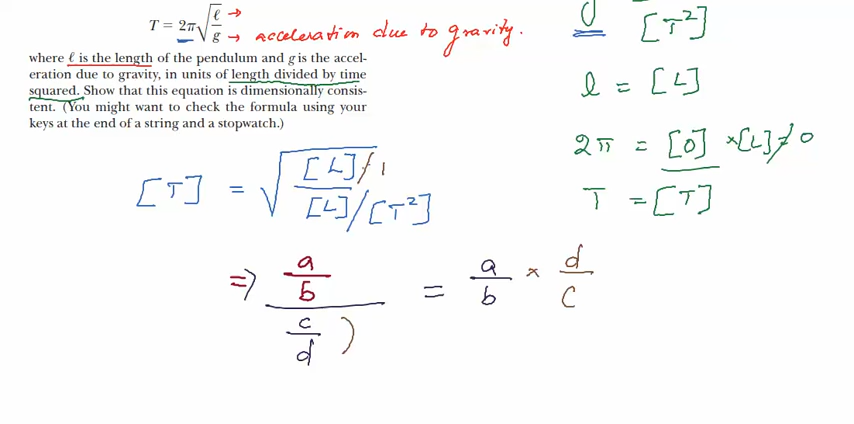 T = 2π√(ℓ/g) →
→ acceleration due to gravity.
where ℓ is the length of the pendulum and g is the accel-
eration due to gravity, in units of length divided by time
squared. Show that this equation is dimensionally consis-
tent. (You might want to check the formula using your
keys at the end of a string and a stopwatch.)
[T²]
l = [L]
2π = [0] × [L] ≠ 0
T = [T]
[T] = √([L]/1 / [L]/[T²])
⇒ (a/b) / (c/d) = a/b × d/c